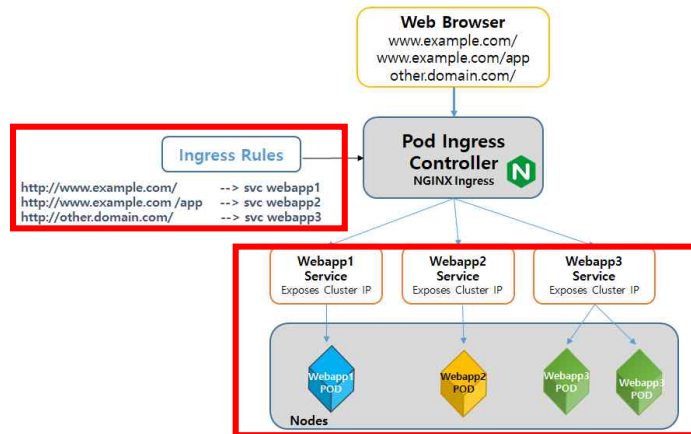 Web Browser
www.example.com/
www.example.com/app
other.domain.com/
Ingress Rules
http://www.example.com/ --> svc webapp1
http://www.example.com /app --> svc webapp2
http://other.domain.com/ --> svc webapp3
Pod Ingress
Controller
NGINX Ingress
N
Webapp1
Service
Exposes Cluster IP
Webapp2
Service
Exposes Cluster IP
Webapp3
Service
Exposes Cluster IP
Webapp1
POD
Webapp2
POD
Webapp3
POD
Webapp3
POD
Nodes